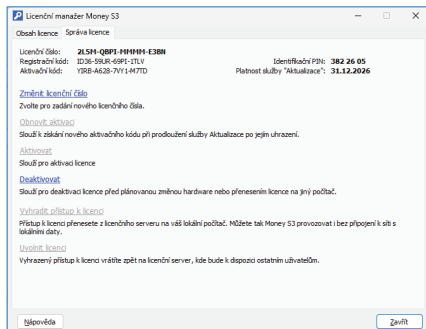 Licenční manažer Money S3
Obsah licence Správa licence
Licenční číslo: 2LSM-QBPI-MMMM-E3BN
Registrační kód: ID36-59UR-69PI-1TLV Identifikační PIN: 382 26 05
Aktivační kód: YIRB-A628-7VY1-M7TD Platnost služby "Aktualizace": 31.12.2026
Změnit licenční číslo
Zvolte pro zadání nového licenčního čísla.
Obnovit aktivaci
Slouží k získání nového aktivačního kódu při prodloužení služby Aktualizace po jejím uhrazení.
Aktivovat
Slouží pro aktivaci licence
Deaktivovat
Slouží pro deaktivaci licence před plánovanou změnou hardware nebo přenesením licence na jiný počítač.
Vyhradit přístup k licenci
Přístup k licenci přenesete z licenčního serveru na váš lokální počítač. Můžete tak Money S3 provozovat i bez připojení k síti s
lokálními daty.
Uvolnit licenci
Vyhrazený přístup k licenci vrátíte zpět na licenční server, kde bude k dispozici ostatním uživatelům.
Nápověda Zavřít